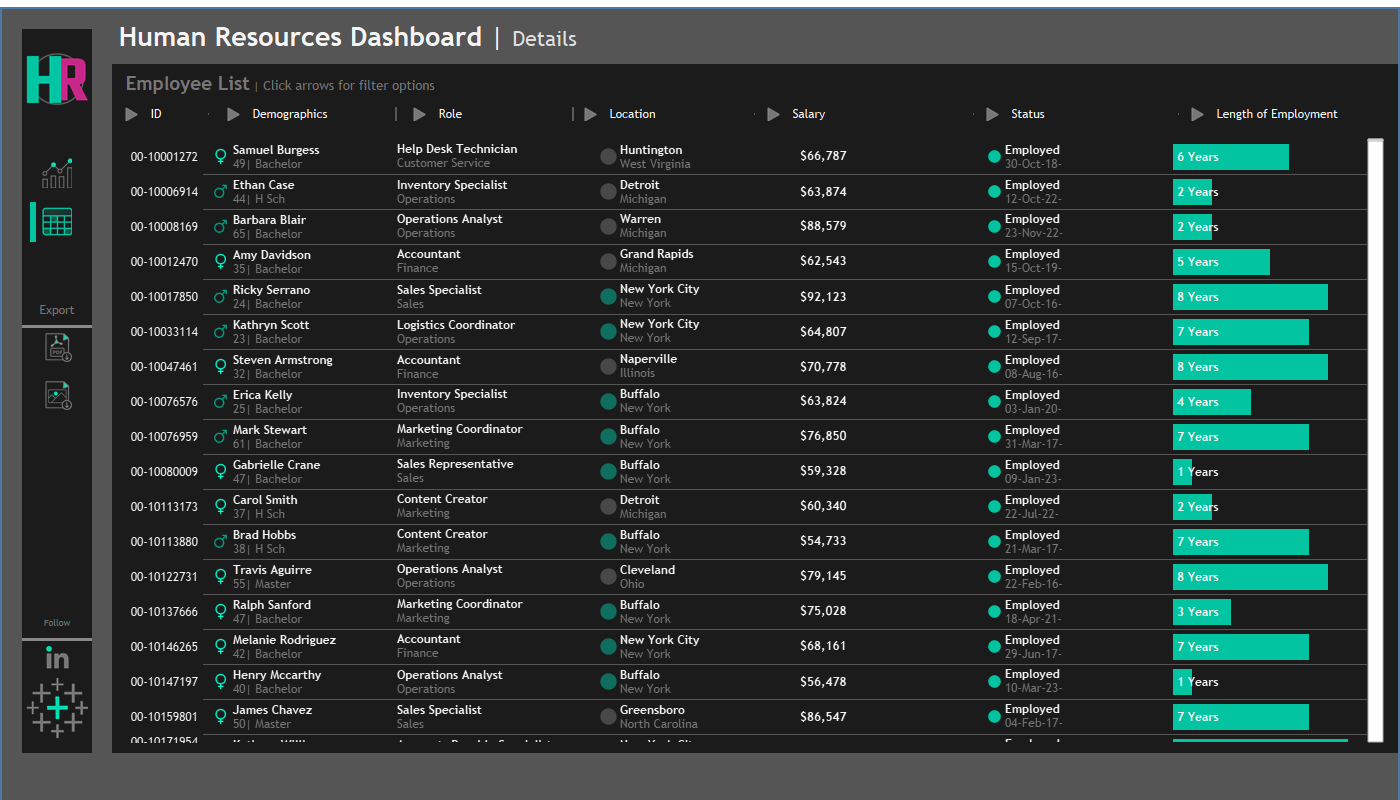 Human Resources Dashboard | Details
HR
Employee List | Click arrows for filter options
ID Demographics | Role | Location Salary Status Length of Employment
00-10001272 Samuel Burgess Help Desk Technician Huntington $66,787 Employed 6 Years
49| Bachelor Customer Service West Virginia 30-Oct-18-
00-10006914 Ethan Case Inventory Specialist Detroit $63,874 Employed 2 Years
44| H Sch Operations Michigan 12-Oct-22-
00-10008169 Barbara Blair Operations Analyst Warren $88,579 Employed 2 Years
65| Bachelor Operations Michigan 23-Nov-22-
00-10012470 Amy Davidson Accountant Grand Rapids $62,543 Employed 5 Years
35| Bachelor Finance Michigan 15-Oct-19-
00-10017850 Ricky Serrano Sales Specialist New York City $92,123 Employed 8 Years
24| Bachelor Sales New York 07-Oct-16-
Export
00-10033114 Kathryn Scott Logistics Coordinator New York City $64,807 Employed 7 Years
23| Bachelor Operations New York 12-Sep-17-
PDF
00-10047461 Steven Armstrong Accountant Naperville $70,778 Employed 8 Years
32| Bachelor Finance Illinois 08-Aug-16-
00-10076576 Erica Kelly Inventory Specialist Buffalo $63,824 Employed 4 Years
25| Bachelor Operations New York 03-Jan-20-
00-10076959 Mark Stewart Marketing Coordinator Buffalo $76,850 Employed 7 Years
61| Bachelor Marketing New York 31-Mar-17-
00-10080009 Gabrielle Crane Sales Representative Buffalo $59,328 Employed 1 Years
47| Bachelor Sales New York 09-Jan-23-
00-10113173 Carol Smith Content Creator Detroit $60,340 Employed 2 Years
37| H Sch Marketing Michigan 22-Jul-22-
00-10113880 Brad Hobbs Content Creator Buffalo $54,733 Employed 7 Years
38| H Sch Marketing New York 21-Mar-17-
00-10122731 Travis Aguirre Operations Analyst Cleveland $79,145 Employed 8 Years
55| Master Operations Ohio 22-Feb-16-
00-10137666 Ralph Sanford Marketing Coordinator Buffalo $75,028 Employed 3 Years
47| Bachelor Marketing New York 18-Apr-21-
Follow
00-10146265 Melanie Rodriguez Accountant New York City $68,161 Employed 7 Years
42| Bachelor Finance New York 29-Jun-17-
in
00-10147197 Henry Mccarthy Operations Analyst Buffalo $56,478 Employed 1 Years
40| Bachelor Operations New York 10-Mar-23-
00-10159801 James Chavez Sales Specialist Greensboro $86,547 Employed 7 Years
50| Master Sales North Carolina 04-Feb-17-
00-10171954